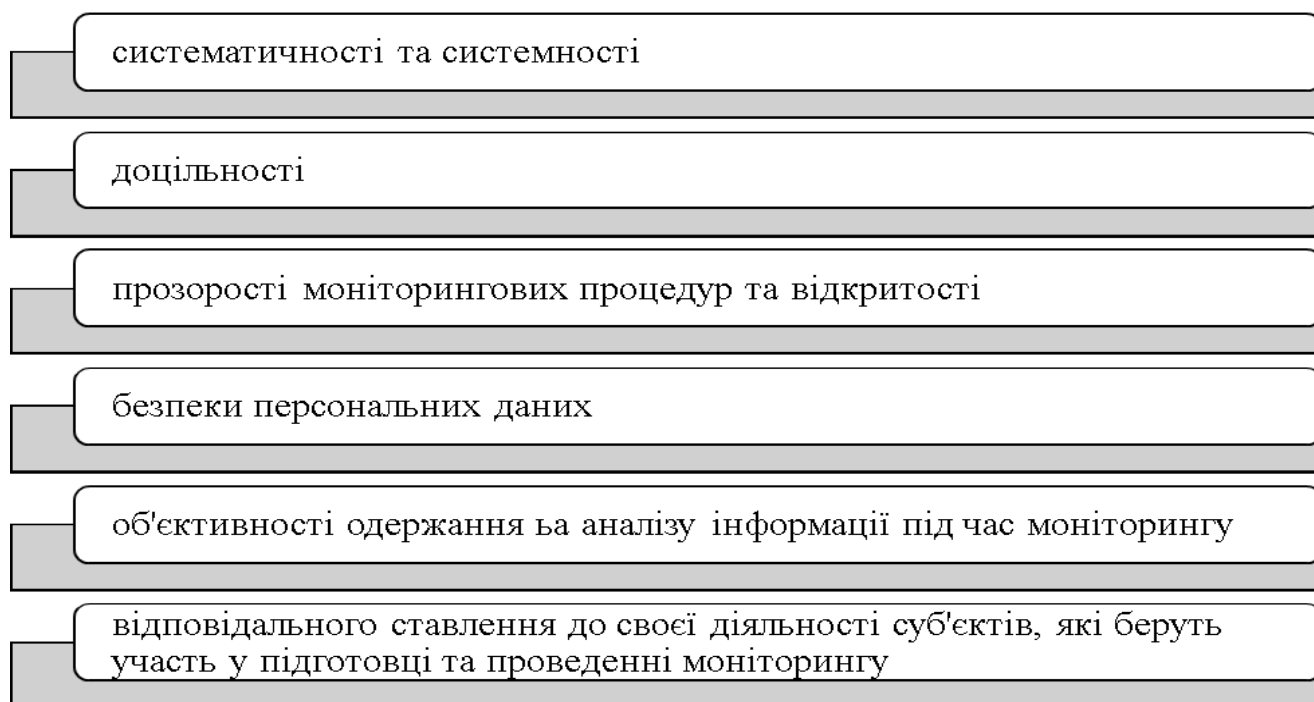 систематичності та системності
доцільності
прозорості моніторингових процедур та відкритості
безпеки персональних даних
об'єктивності одержання ьа аналізу інформації під час моніторингу
відповідального ставлення до своєї діяльності суб'єктів, які беруть
участь у підготовці та проведенні моніторингу